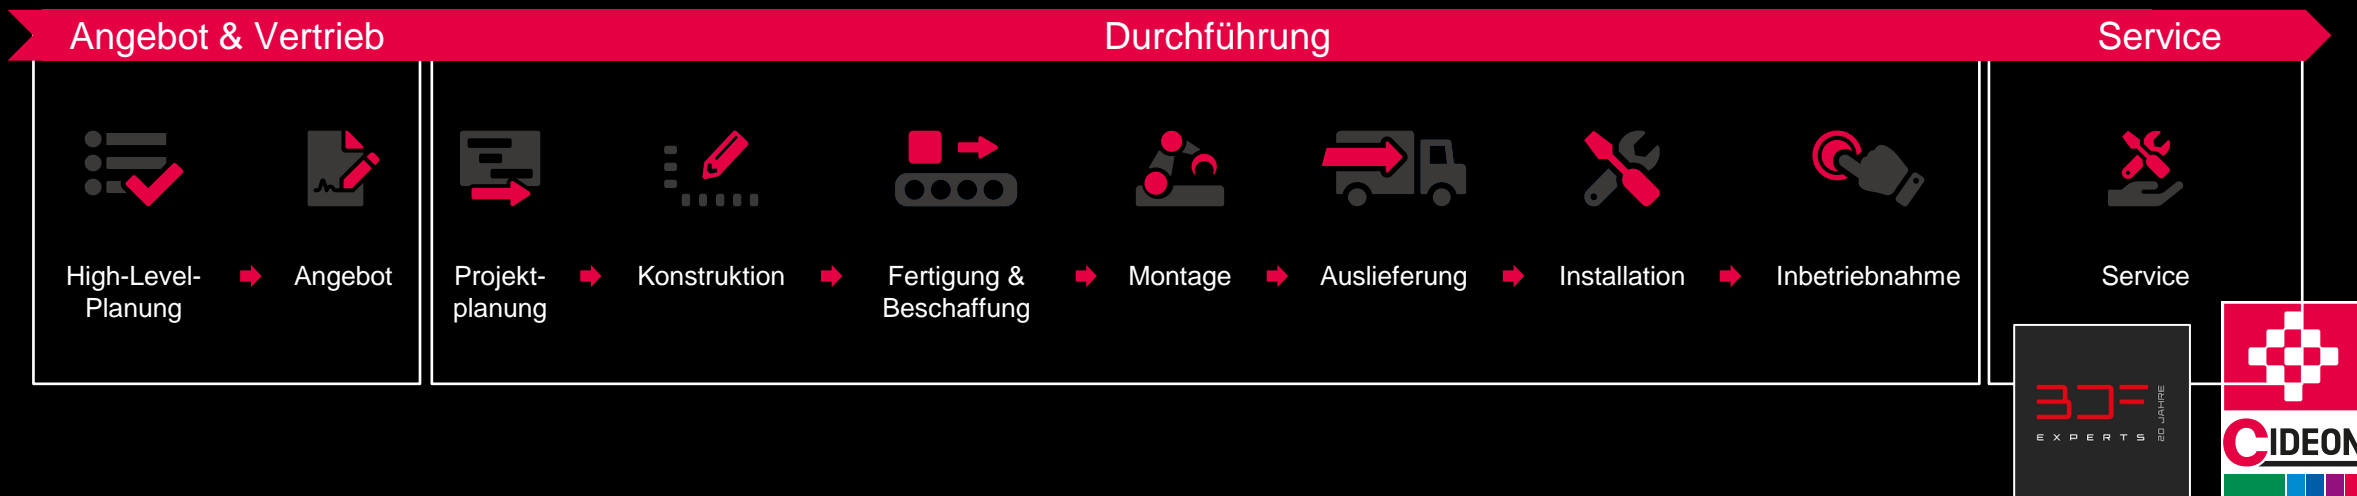 Angebot & Vertrieb
Durchführung
Service
High-Level-
Planung
Angebot
Projekt-
planung
Konstruktion
Fertigung &
Beschaffung
Montage
Auslieferung
Installation
Inbetriebnahme
Service
BDF
EXPERTS
20 JAHRE
CIDEON